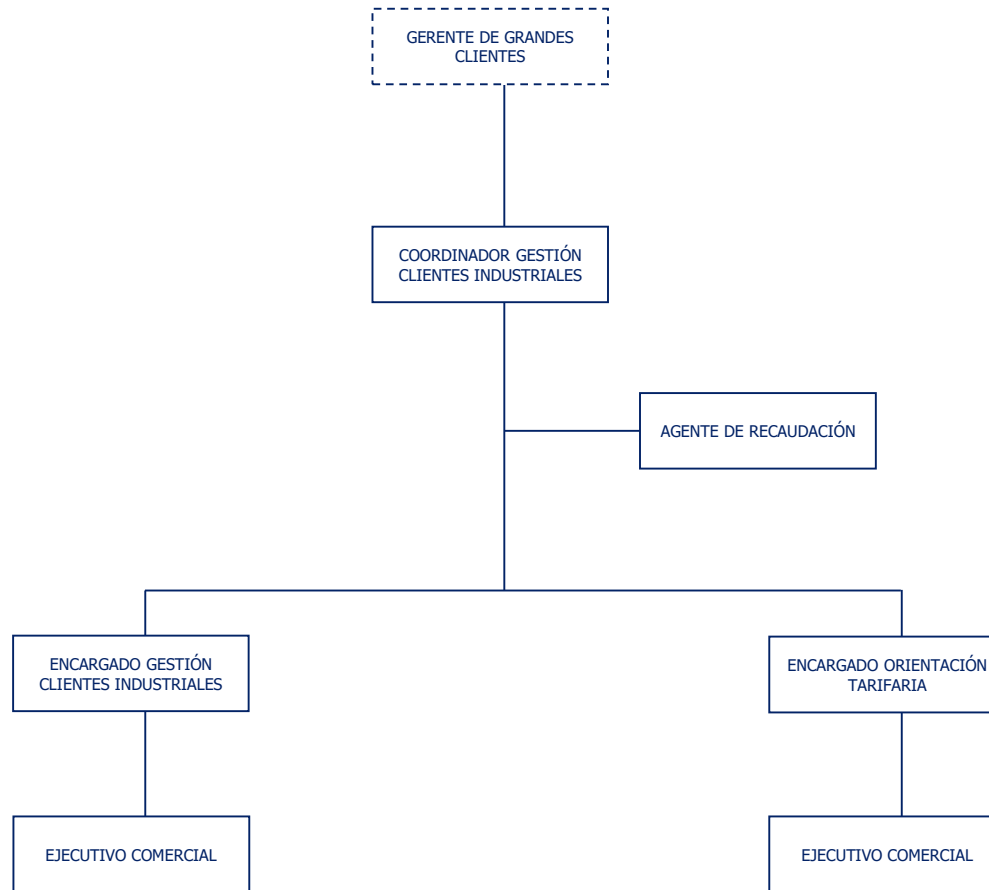 GERENTE DE GRANDES
CLIENTES
COORDINADOR GESTIÓN
CLIENTES INDUSTRIALES
AGENTE DE RECAUDACIÓN
ENCARGADO GESTIÓN
CLIENTES INDUSTRIALES
ENCARGADO ORIENTACIÓN
TARIFARIA
EJECUTIVO COMERCIAL
EJECUTIVO COMERCIAL